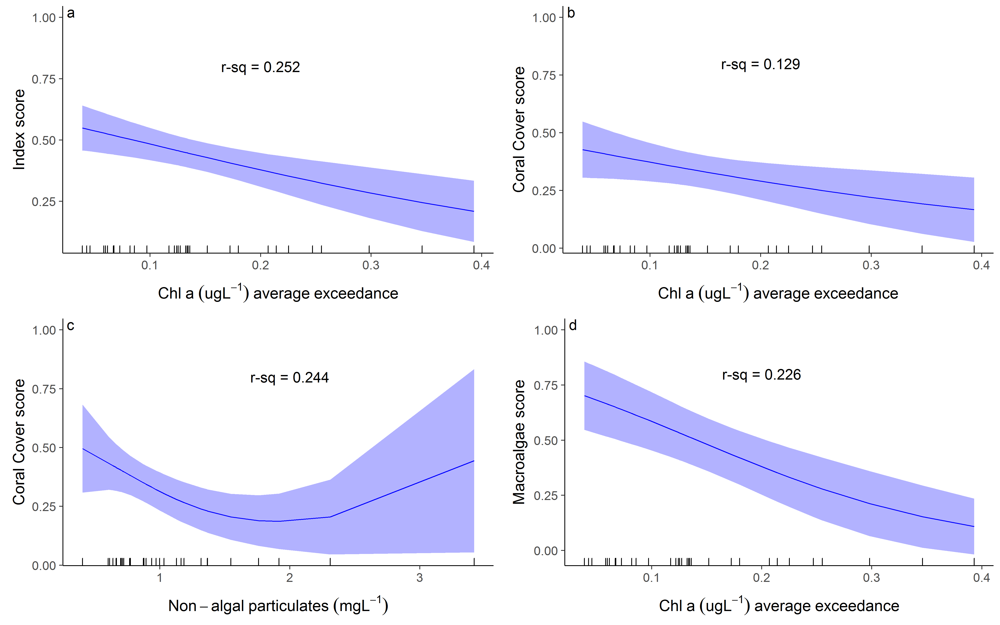 a
1.00
0.75
0.50
0.25
Index score
r-sq = 0.252
0.1 0.2 0.3 0.4
Chl a (ugL⁻¹) average exceedance
b
1.00
0.75
0.50
0.25
0.00
Coral Cover score
r-sq = 0.129
0.1 0.2 0.3 0.4
Chl a (ugL⁻¹) average exceedance
c
1.00
0.75
0.50
0.25
0.00
Coral Cover score
r-sq = 0.244
1 2 3
Non – algal particulates (mgL⁻¹)
d
1.00
0.75
0.50
0.25
0.00
Macroalgae score
r-sq = 0.226
0.1 0.2 0.3 0.4
Chl a (ugL⁻¹) average exceedance